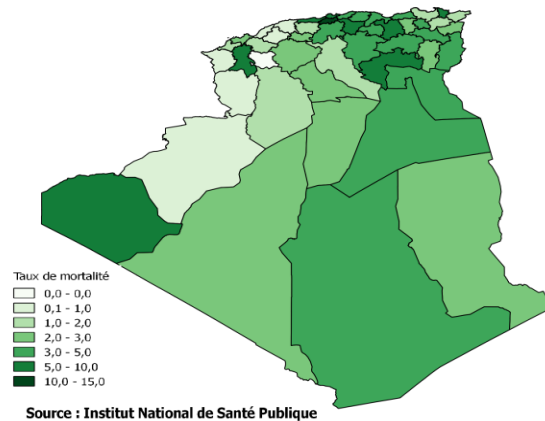 Taux de mortalité
0,0 - 0,0
0,1 - 1,0
1,0 - 2,0
2,0 - 3,0
3,0 - 5,0
5,0 - 10,0
10,0 - 15,0
Source : Institut National de Santé Publique